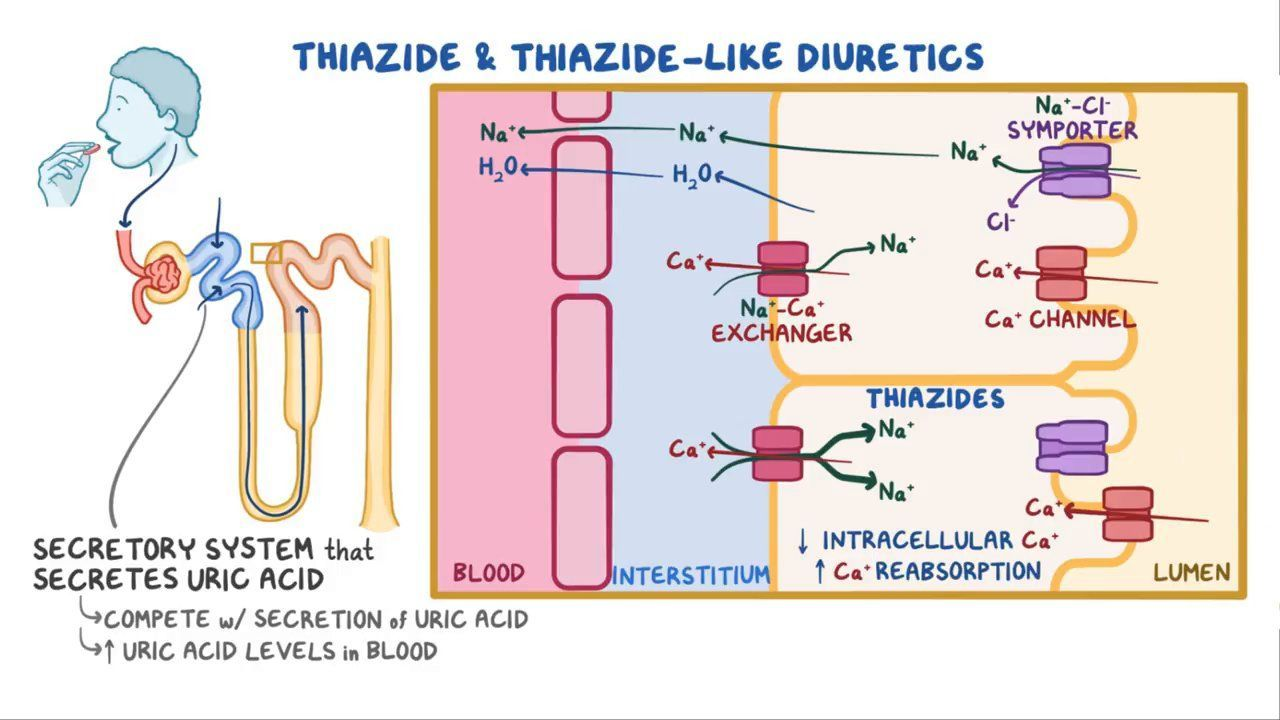 THIAZIDE & THIAZIDE-LIKE DIURETICS
Na⁺-Cl⁻
SYMPORTER
Na⁺
Na⁺
Na⁺
H₂O
H₂O
Cl⁻
Ca⁺
Na⁺
Na⁺-Ca⁺
EXCHANGER
Ca⁺
Ca⁺ CHANNEL
THIAZIDES
Ca⁺
Na⁺
Na⁺
Ca⁺
↓ INTRACELLULAR Ca⁺
↑ Ca⁺ REABSORPTION
BLOOD
INTERSTITIUM
LUMEN
SECRETORY SYSTEM that
SECRETES URIC ACID
COMPETE w/ SECRETION of URIC ACID
↑ URIC ACID LEVELS in BLOOD